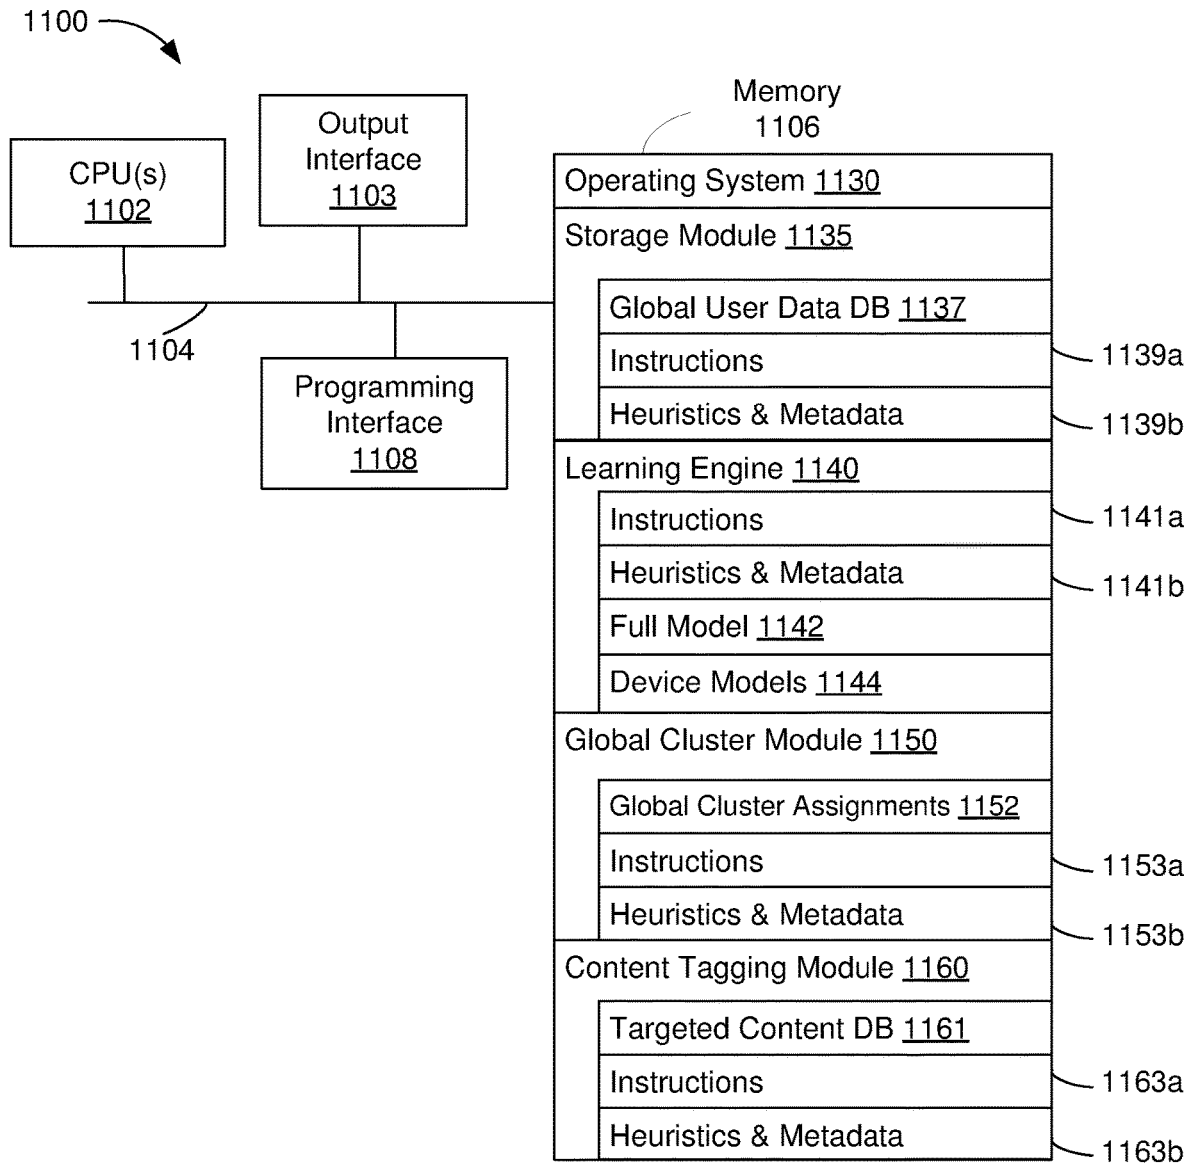 1100
CPU(s)
1102
Output
Interface
1103
1104
Programming
Interface
1108
Memory
1106
Operating System 1130
Storage Module 1135
Global User Data DB 1137
Instructions
1139a
Heuristics & Metadata
1139b
Learning Engine 1140
Instructions
1141a
Heuristics & Metadata
1141b
Full Model 1142
Device Models 1144
Global Cluster Module 1150
Global Cluster Assignments 1152
Instructions
1153a
Heuristics & Metadata
1153b
Content Tagging Module 1160
Targeted Content DB 1161
Instructions
1163a
Heuristics & Metadata
1163b